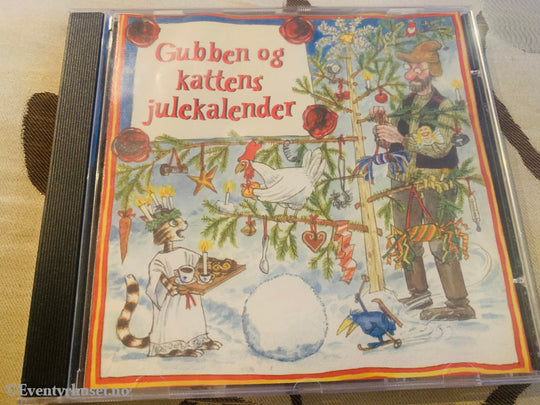 Gubben og
kattens
julekalender
© Eventyrhuset.no